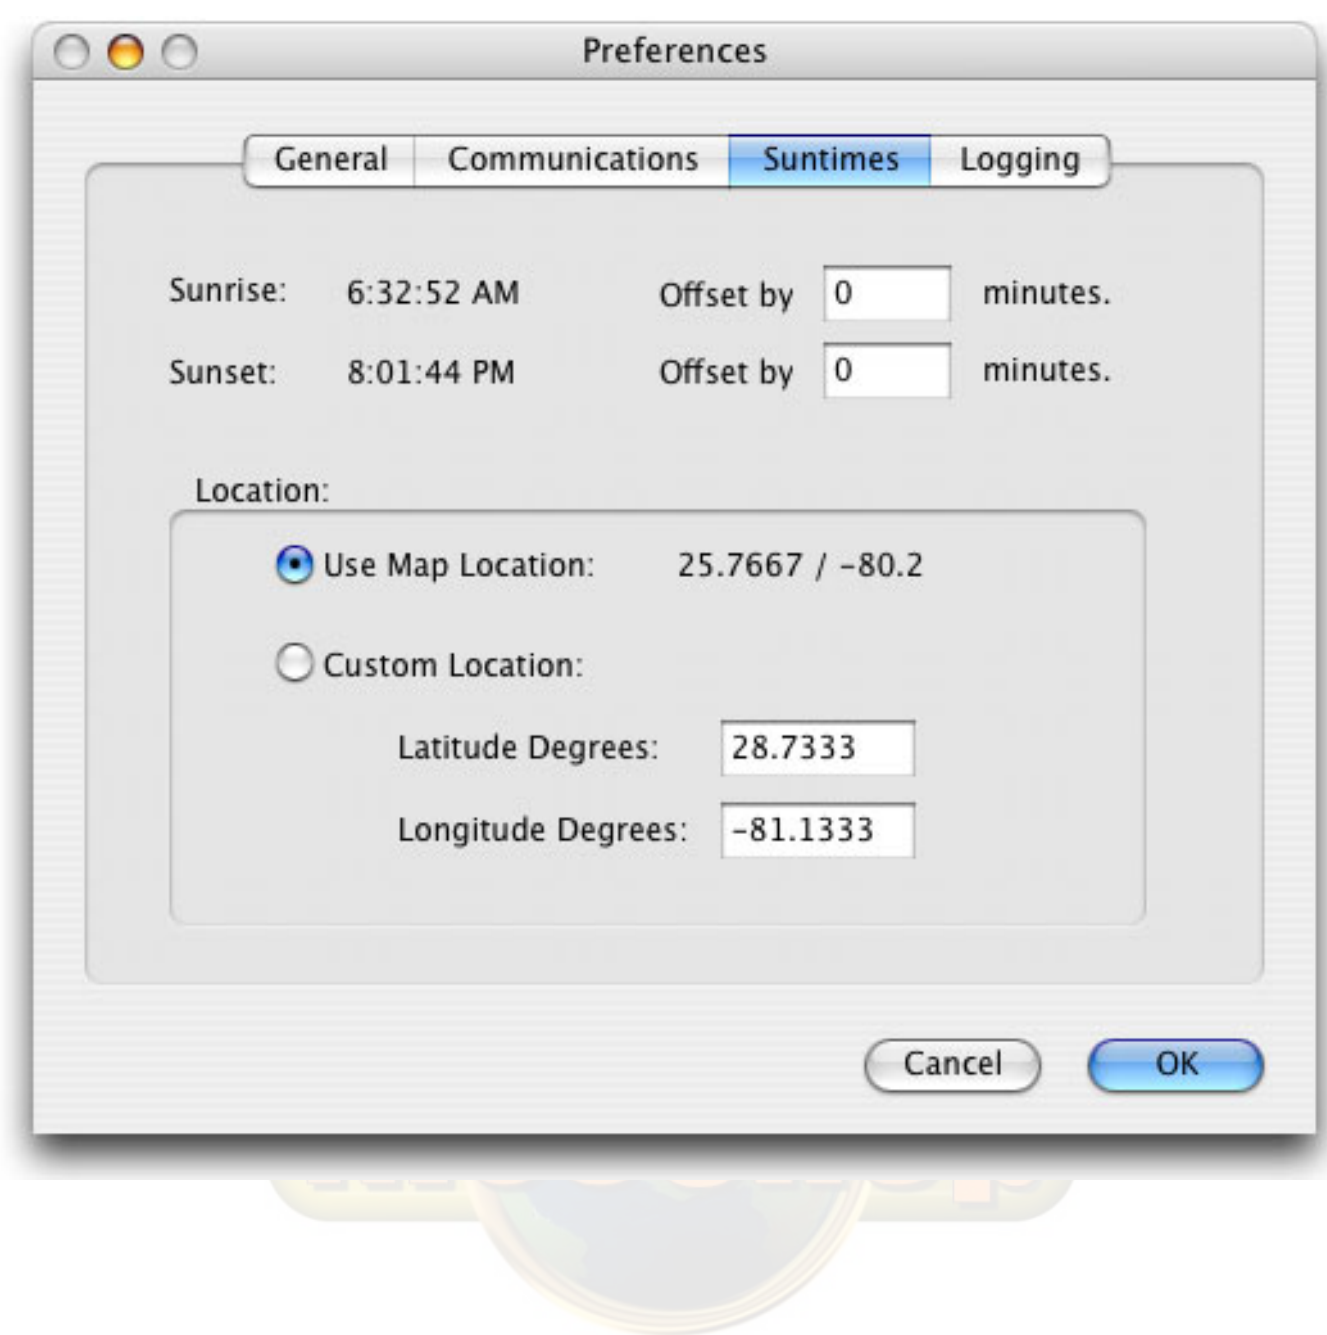 Preferences
General Communications Suntimes Logging
Sunrise: 6:32:52 AM Offset by 0 minutes.
Sunset: 8:01:44 PM Offset by 0 minutes.
Location:
Use Map Location: 25.7667 / -80.2
Custom Location:
Latitude Degrees: 28.7333
Longitude Degrees: -81.1333
Cancel OK